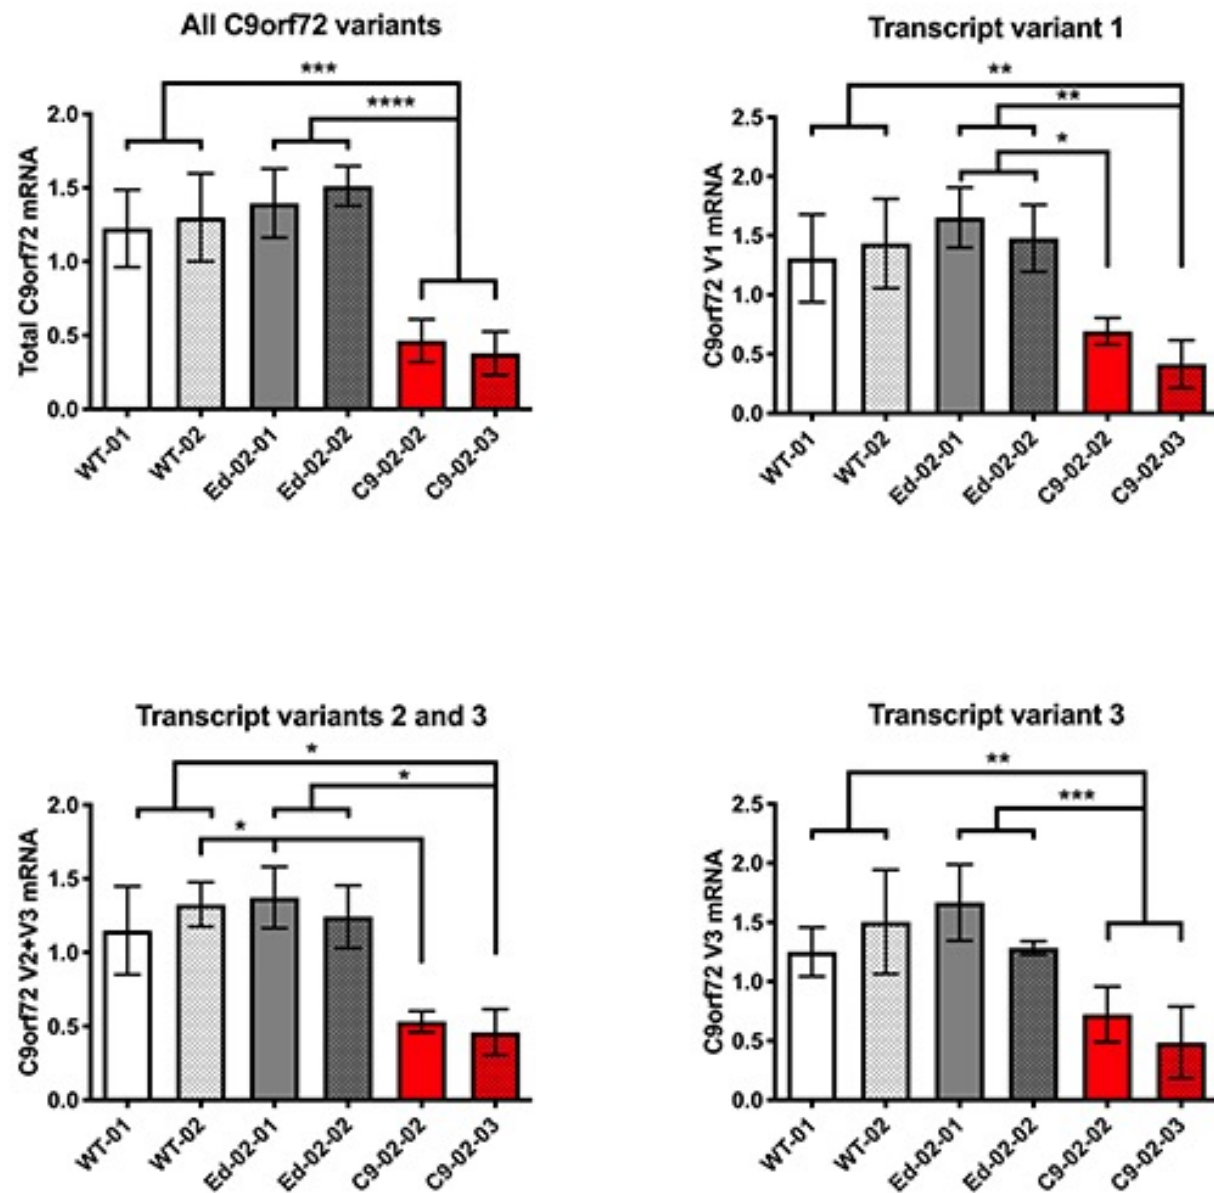 All C9orf72 variants
***
****
Total C9orf72 mRNA
2.0
1.5
1.0
0.5
0.0
WT-01
WT-02
Ed-02-01
Ed-02-02
C9-02-02
C9-02-03
Transcript variant 1
**
**
*
C9orf72 V1 mRNA
2.5
2.0
1.5
1.0
0.5
0.0
WT-01
WT-02
Ed-02-01
Ed-02-02
C9-02-02
C9-02-03
Transcript variants 2 and 3
*
*
*
C9orf72 V2+V3 mRNA
2.0
1.5
1.0
0.5
0.0
WT-01
WT-02
Ed-02-01
Ed-02-02
C9-02-02
C9-02-03
Transcript variant 3
**
***
C9orf72 V3 mRNA
2.5
2.0
1.5
1.0
0.5
0.0
WT-01
WT-02
Ed-02-01
Ed-02-02
C9-02-02
C9-02-03